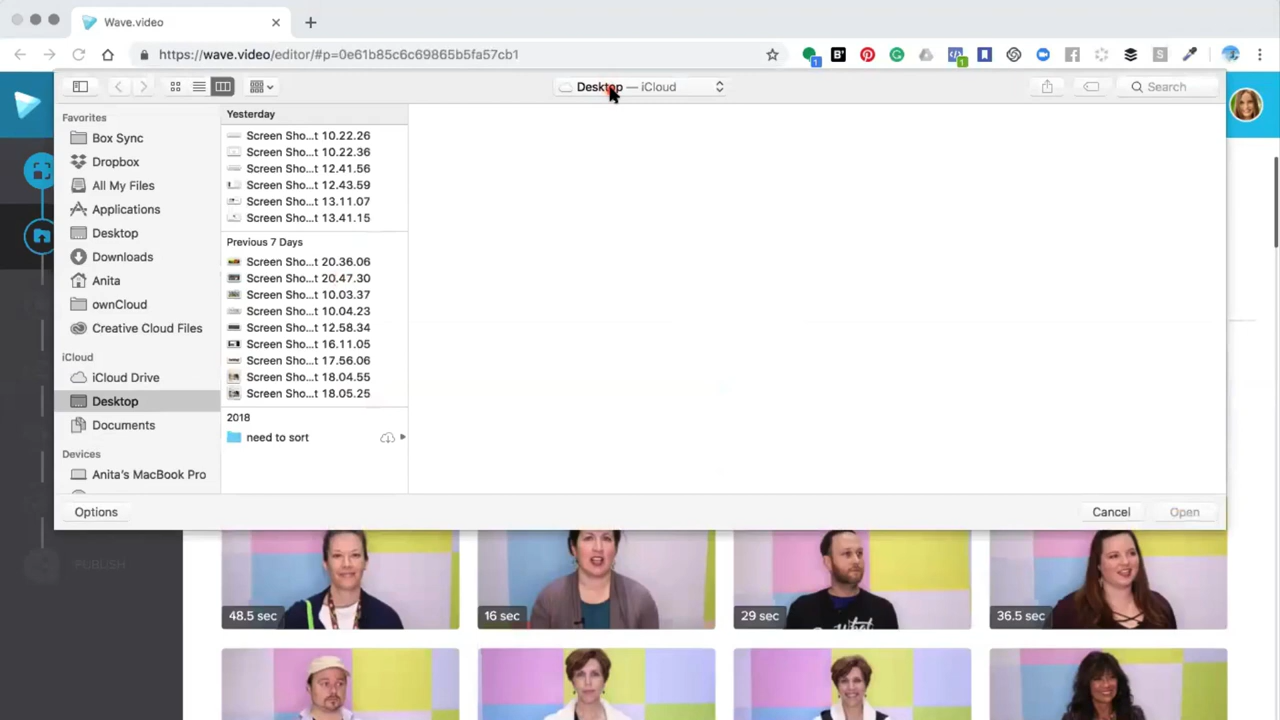 Wave.video
https://wave.video/editor/#p=0e61b85c6c69865b5fa57cb1
Desktop — iCloud
Search
Favorites
Box Sync
Dropbox
All My Files
Applications
Desktop
Downloads
Anita
ownCloud
Creative Cloud Files
iCloud
iCloud Drive
Desktop
Documents
Devices
Anita's MacBook Pro
Yesterday
Screen Sho...t 10.22.26
Screen Sho...t 10.22.36
Screen Sho...t 12.41.56
Screen Sho...t 12.43.59
Screen Sho...t 13.11.07
Screen Sho...t 13.41.15
Previous 7 Days
Screen Sho...t 20.36.06
Screen Sho...t 20.47.30
Screen Sho...t 10.03.37
Screen Sho...t 10.04.23
Screen Sho...t 12.58.34
Screen Sho...t 16.11.05
Screen Sho...t 17.56.06
Screen Sho...t 18.04.55
Screen Sho...t 18.05.25
2018
need to sort
Options
Cancel
Open
PUBLISH
48.5 sec
16 sec
29 sec
36.5 sec